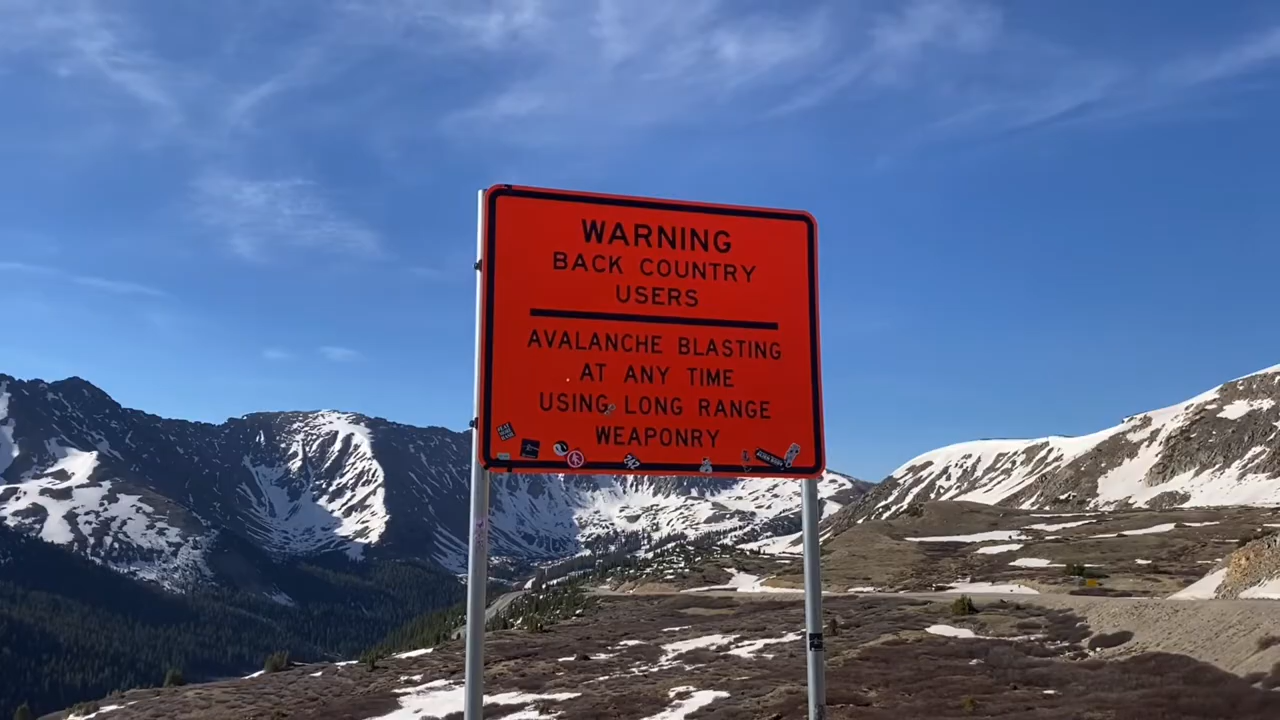 WARNING
BACK COUNTRY
USERS
AVALANCHE BLASTING
AT ANY TIME
USING LONG RANGE
WEAPONRY